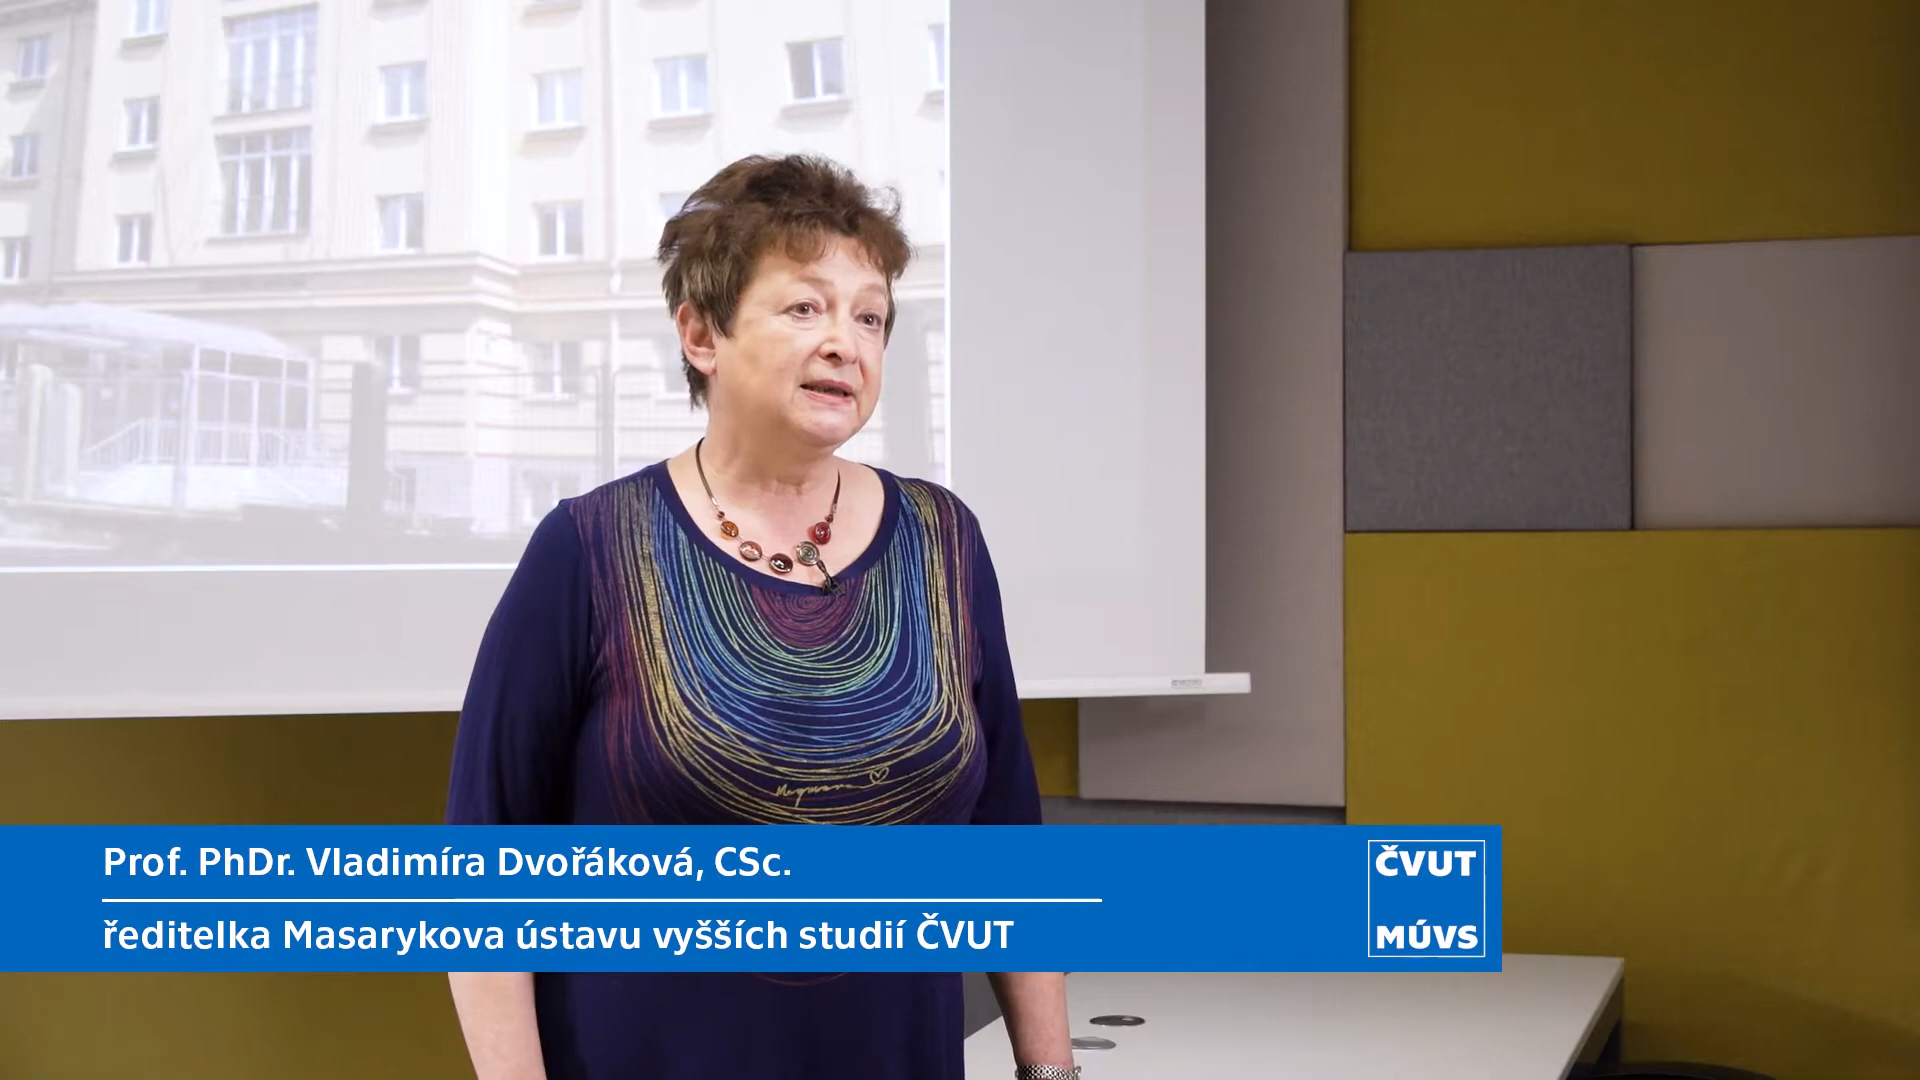 Prof. PhDr. Vladimíra Dvořáková, CSc.
ředitelka Masarykova ústavu vyšších studií ČVUT
ČVUT
MÚVS